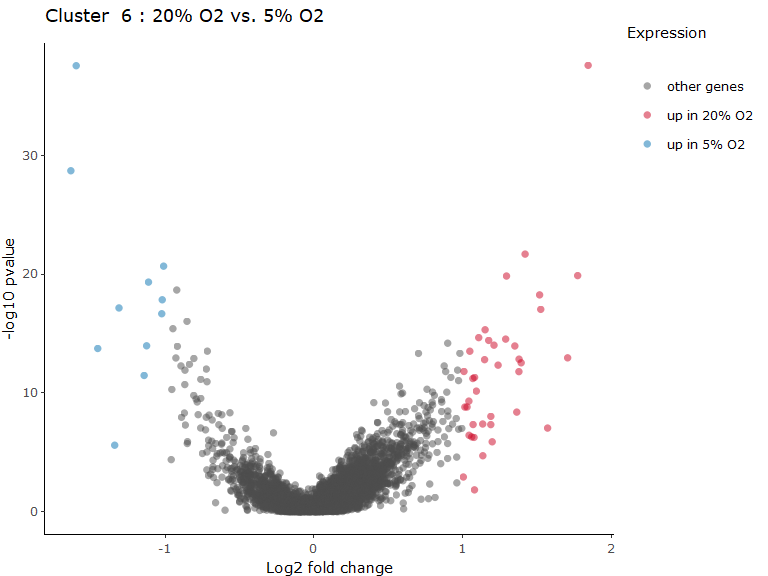 Cluster  6 : 20% O2 vs. 5% O2
Expression
other genes
up in 20% O2
up in 5% O2
-log10 pvalue
30
20
10
0
-1
0
1
2
Log2 fold change